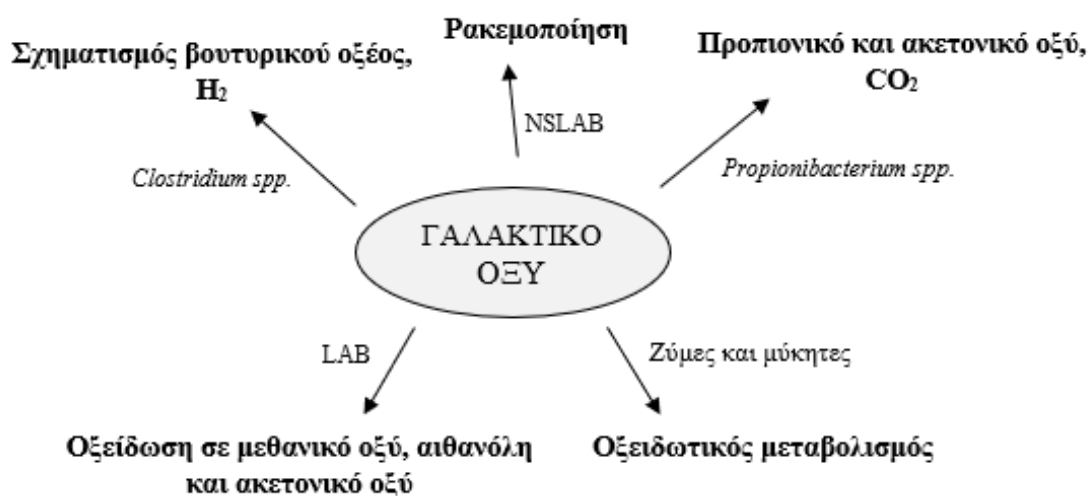 Σχηματισμός βουτυρικού οξέος,
H₂
Ρακεμοποίηση
Προπιονικό και ακετονικό οξύ,
CO₂
NSLAB
Clostridium spp.
Propionibacterium spp.
ΓΑΛΑΚΤΙΚΟ
ΟΞΥ
LAB
Ζύμες και μύκητες
Οξείδωση σε μεθανικό οξύ, αιθανόλη
και ακετονικό οξύ
Οξειδωτικός μεταβολισμός